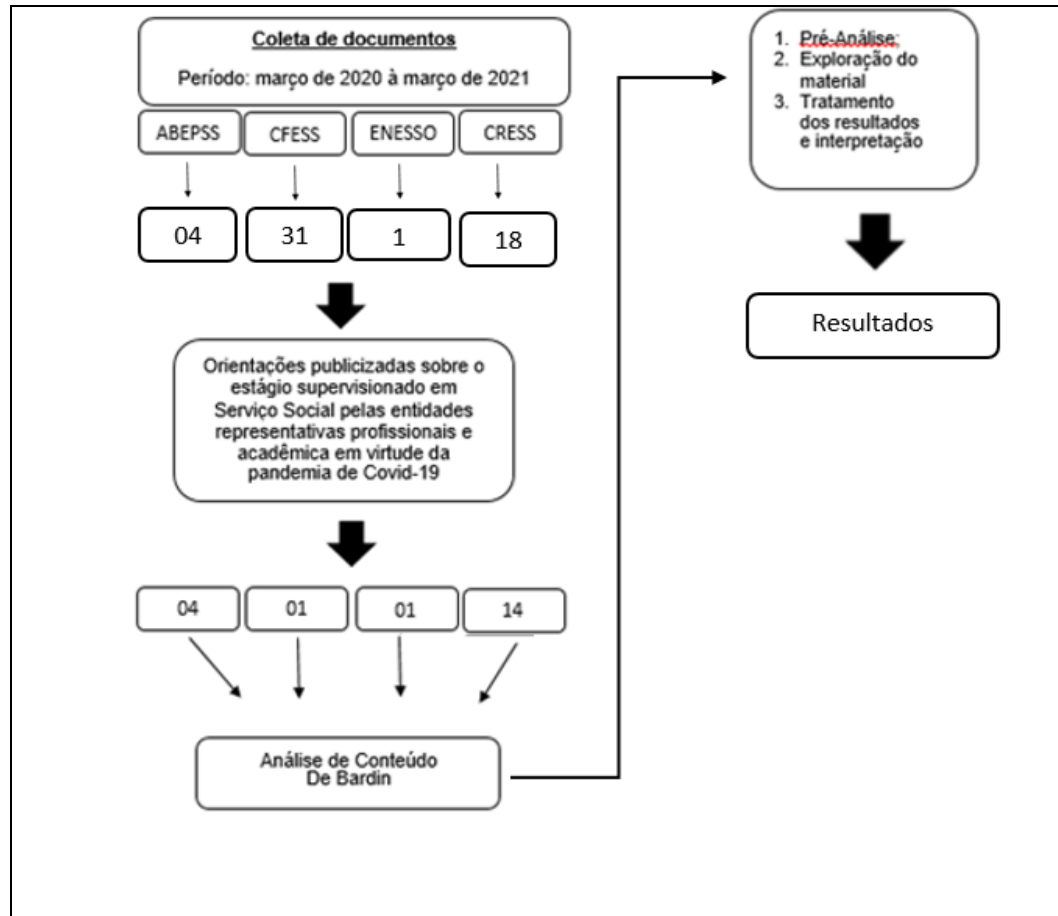 Coleta de documentos
Período: março de 2020 à março de 2021
ABEPSS
CFESS
ENESSO
CRESS
04
31
1
18
Orientações publicizadas sobre o
estágio supervisionado em
Serviço Social pelas entidades
representativas profissionais e
acadêmica em virtude da
pandemia de Covid-19
04
01
01
14
Análise de Conteúdo
De Bardin
1. Pré-Análise;
2. Exploração do
material
3. Tratamento
dos resultados
e interpretação
Resultados